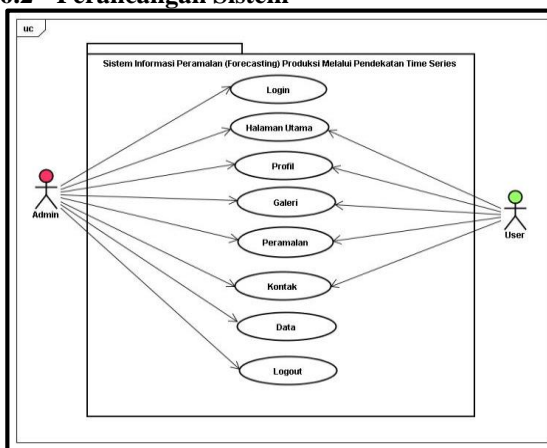 Perancangan Sistem
uc
Sistem Informasi Peramalan (Forecasting) Produksi Melalui Pendekatan Time Series
Login
Halaman Utama
Profil
Galeri
Peramalan
Kontak
Data
Logout
Admin
User